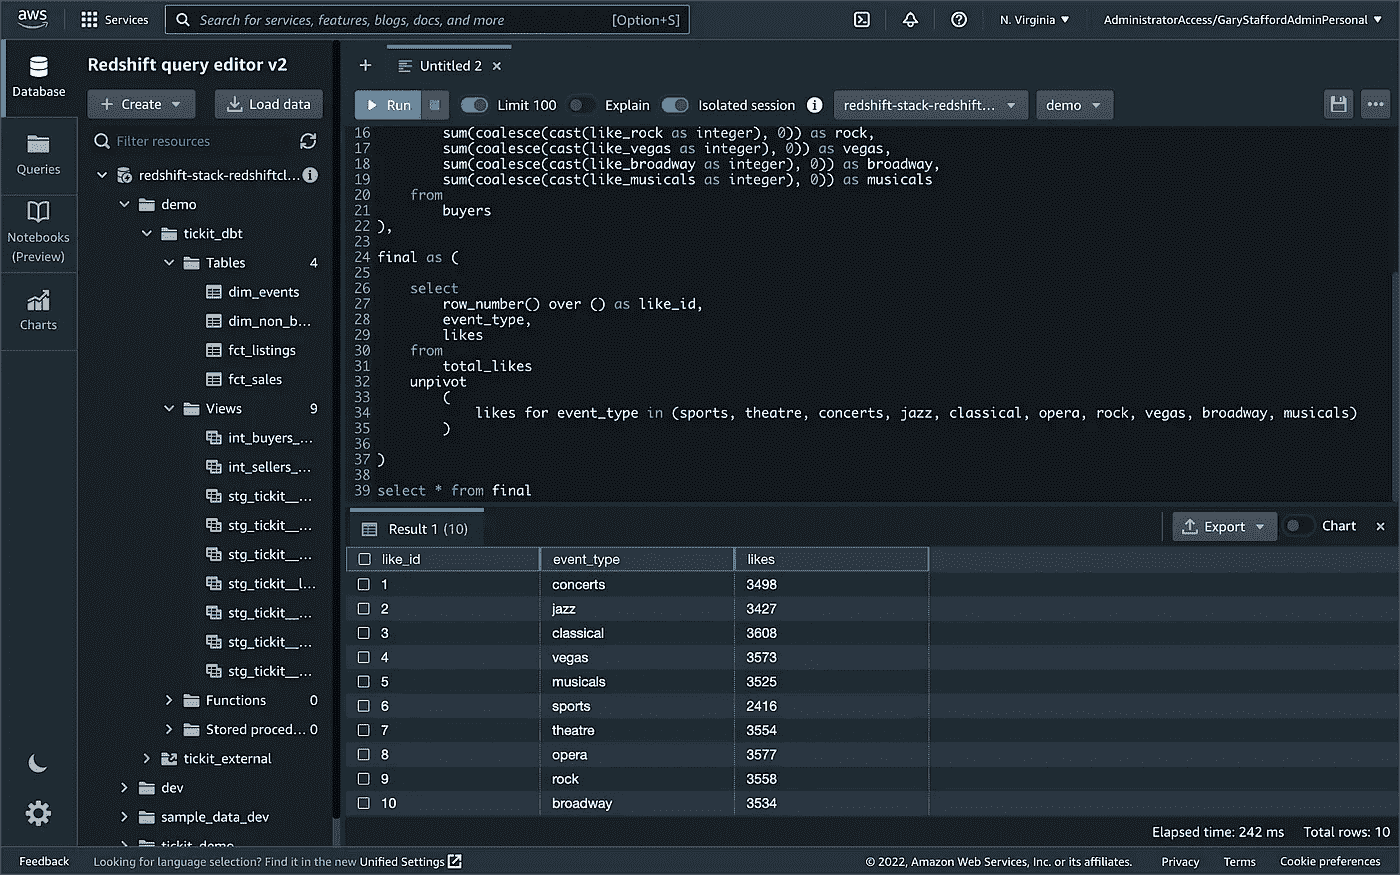 aws
Services
Search for services, features, blogs, docs, and more [Option+S]
N. Virginia
AdministratorAccess/GaryStaffordAdminPersonal
Database
Queries
Notebooks
(Preview)
Charts
Redshift query editor v2
Create
Load data
Filter resources
redshift-stack-redshiftcl...
demo
tickit_dbt
Tables 4
dim_events
dim_non_b...
fct_listings
fct_sales
Views 9
int_buyers_...
int_sellers_...
stg_tickit__...
stg_tickit__...
stg_tickit__...
stg_tickit__l...
stg_tickit__...
stg_tickit__...
stg_tickit__...
Functions 0
Stored proced... 0
tickit_external
dev
sample_data_dev
tickit_demo
+ Untitled 2 ×
Run Limit 100 Explain Isolated session redshift-stack-redshift... demo
16 sum(coalesce(cast(like_rock as integer), 0)) as rock,
17 sum(coalesce(cast(like_vegas as integer), 0)) as vegas,
18 sum(coalesce(cast(like_broadway as integer), 0)) as broadway,
19 sum(coalesce(cast(like_musicals as integer), 0)) as musicals
20 from
21 buyers
22 ),
23
24 final as (
25
26 select
27 row_number() over () as like_id,
28 event_type,
29 likes
30 from
31 total_likes
32 unpivot
33 (
34 likes for event_type in (sports, theatre, concerts, jazz, classical, opera, rock, vegas, broadway, musicals)
35 )
36
37 )
38
39 select * from final
Result 1 (10)
Export
Chart
like_id event_type likes
1 concerts 3498
2 jazz 3427
3 classical 3608
4 vegas 3573
5 musicals 3525
6 sports 2416
7 theatre 3554
8 opera 3577
9 rock 3558
10 broadway 3534
Elapsed time: 242 ms Total rows: 10
Feedback Looking for language selection? Find it in the new Unified Settings © 2022, Amazon Web Services, Inc. or its affiliates. Privacy Terms Cookie preferences